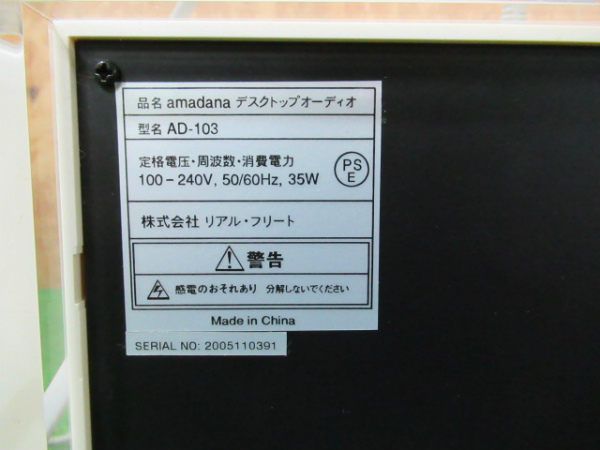 品名 amadana デスクトップオーディオ
型名 AD-103
定格電圧・周波数・消費電力
100-240V, 50/60Hz, 35W
PS
E
株式会社 リアル・フリート
警告
感電のおそれあり 分解しないでください
Made in China
SERIAL NO: 2005110391